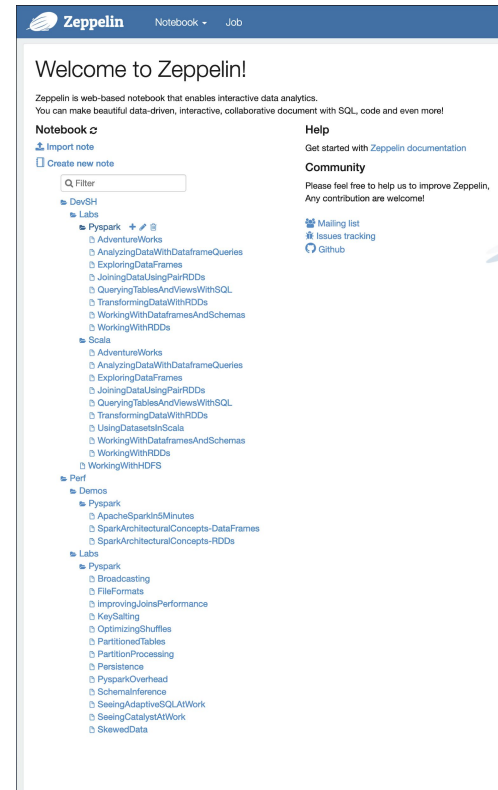 Zeppelin Notebook Job
Welcome to Zeppelin!
Zeppelin is web-based notebook that enables interactive data analytics.
You can make beautiful data-driven, interactive, collaborative document with SQL, code and even more!
Notebook
Import note
Create new note
Filter
DevSH
Labs
Pyspark
AdventureWorks
AnalyzingDataWithDataframeQueries
ExploringDataFrames
JoiningDataUsingPairRDDs
QueryingTablesAndViewsWithSQL
TransformingDataWithRDDs
WorkingWithDataframesAndSchemas
WorkingWithRDDs
Scala
AdventureWorks
AnalyzingDataWithDataframeQueries
ExploringDataFrames
JoiningDataUsingPairRDDs
QueryingTablesAndViewsWithSQL
TransformingDataWithRDDs
UsingDatasetsInScala
WorkingWithDataframesAndSchemas
WorkingWithRDDs
WorkingWithHDFS
Perf
Demos
Pyspark
ApacheSparkIn5Minutes
SparkArchitecturalConcepts-DataFrames
SparkArchitecturalConcepts-RDDs
Labs
Pyspark
Broadcasting
FileFormats
improvingJoinsPerformance
KeySalting
OptimizingShuffles
PartitionedTables
PartitionProcessing
Persistence
PysparkOverhead
SchemaInference
SeeingAdaptiveSQLAtWork
SeeingCatalystAtWork
SkewedData
Help
Get started with Zeppelin documentation
Community
Please feel free to help us to improve Zeppelin,
Any contribution are welcome!
Mailing list
Issues tracking
Github